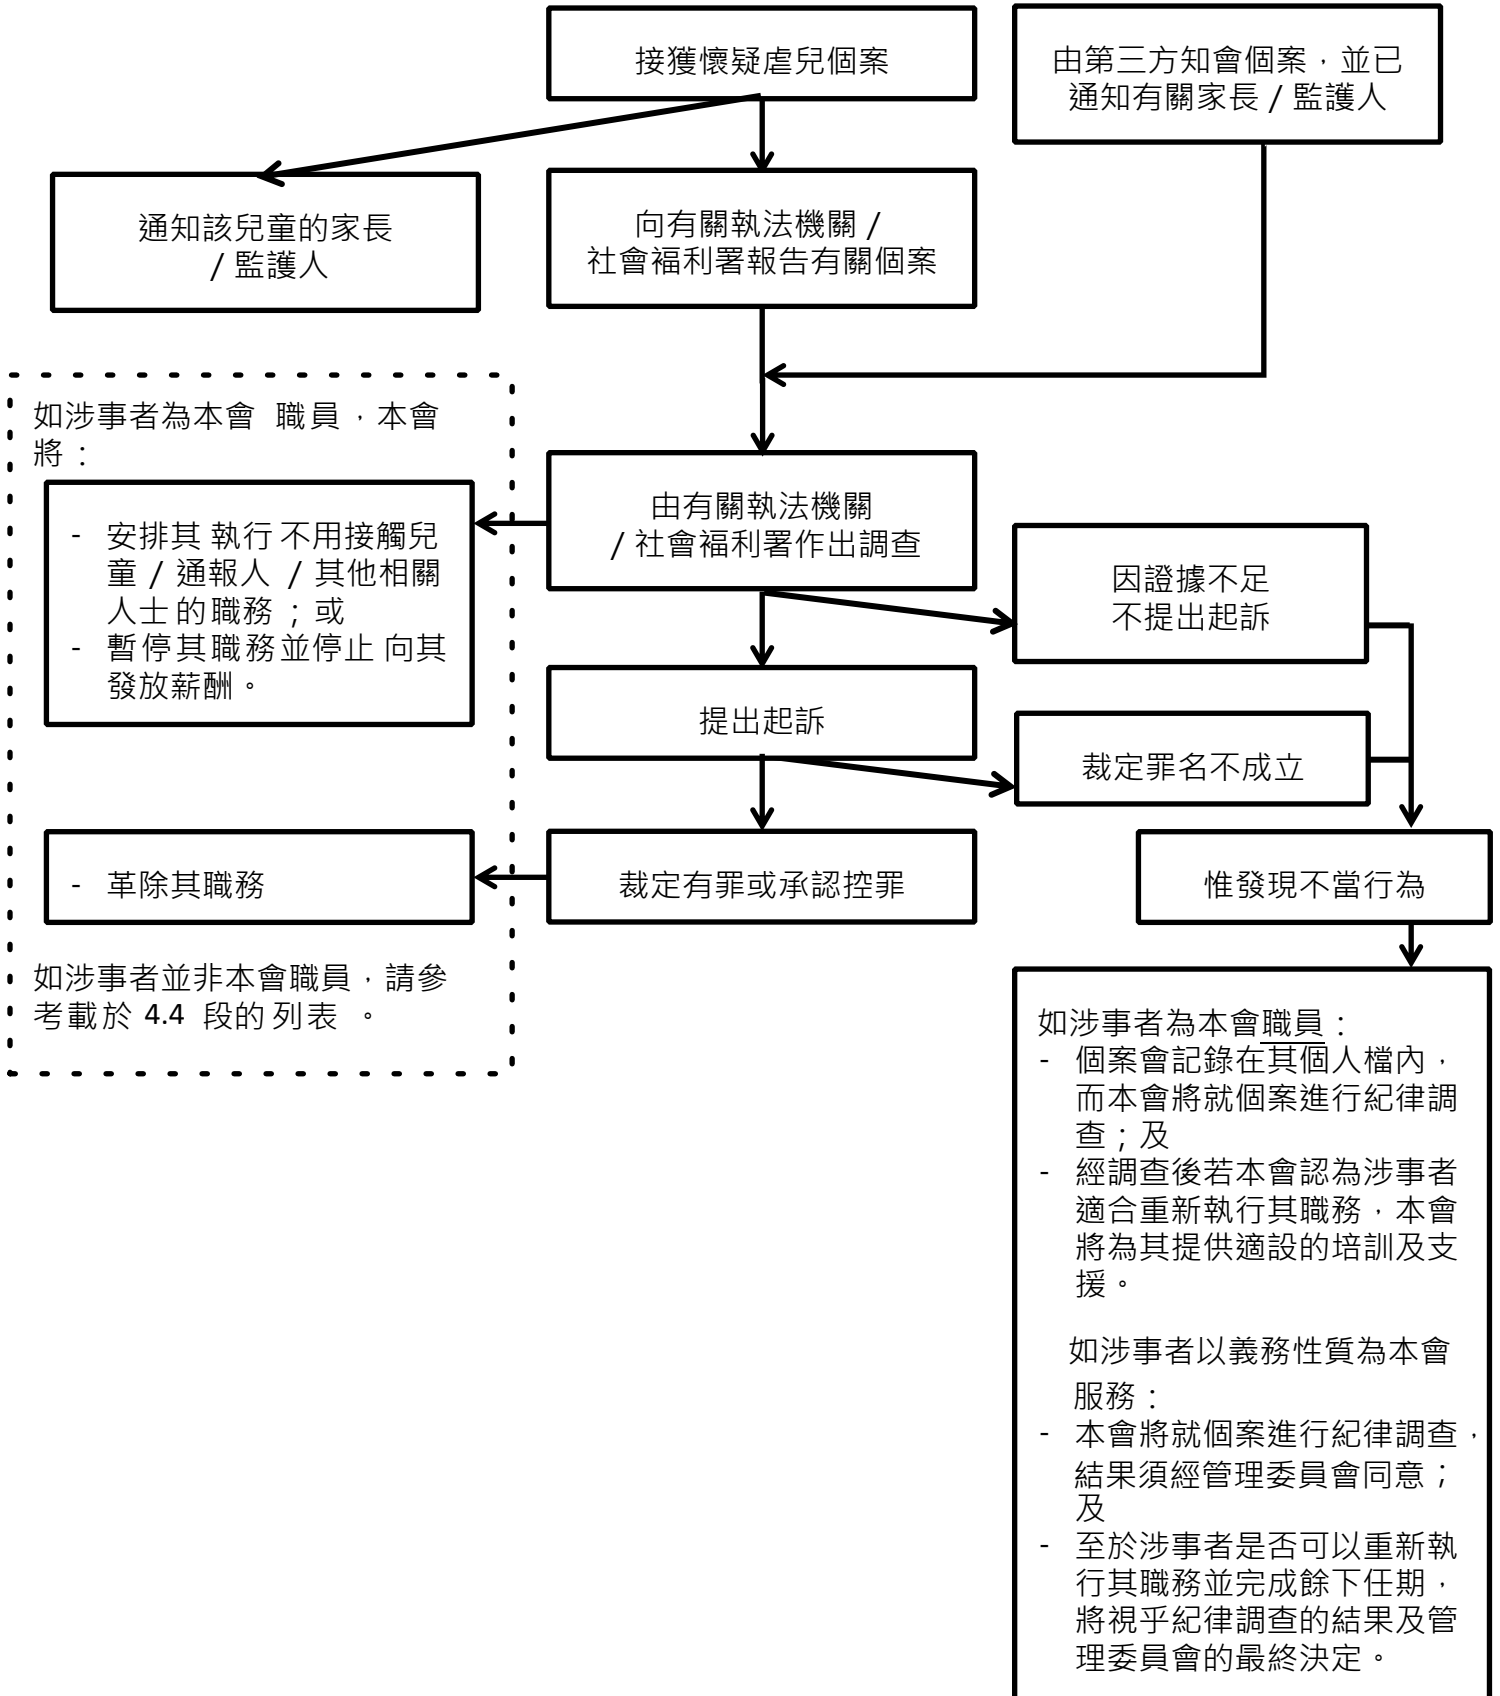 接獲懷疑虐兒個案
由第三方知會個案，並已
通知有關家長 / 監護人
通知該兒童的家長
/ 監護人
向有關執法機關 /
社會福利署報告有關個案
如涉事者為本會 職員，本會
將：
- 安排其 執行 不用接觸兒
童 / 通報人 / 其他相關
人士的職務；或
- 暫停其職務並停止 向其
發放薪酬。
由有關執法機關
/ 社會福利署作出調查
因證據不足
不提出起訴
提出起訴
裁定罪名不成立
- 革除其職務
裁定有罪或承認控罪
惟發現不當行為
如涉事者並非本會職員，請參
考載於 4.4 段的列表 。
如涉事者為本會職員：
- 個案會記錄在其個人檔內，
而本會將就個案進行紀律調
查；及
- 經調查後若本會認為涉事者
適合重新執行其職務，本會
將為其提供適設的培訓及支
援。
如涉事者以義務性質為本會
服務：
- 本會將就個案進行紀律調查，
結果須經管理委員會同意；
及
- 至於涉事者是否可以重新執
行其職務並完成餘下任期，
將視乎紀律調查的結果及管
理委員會的最終決定。